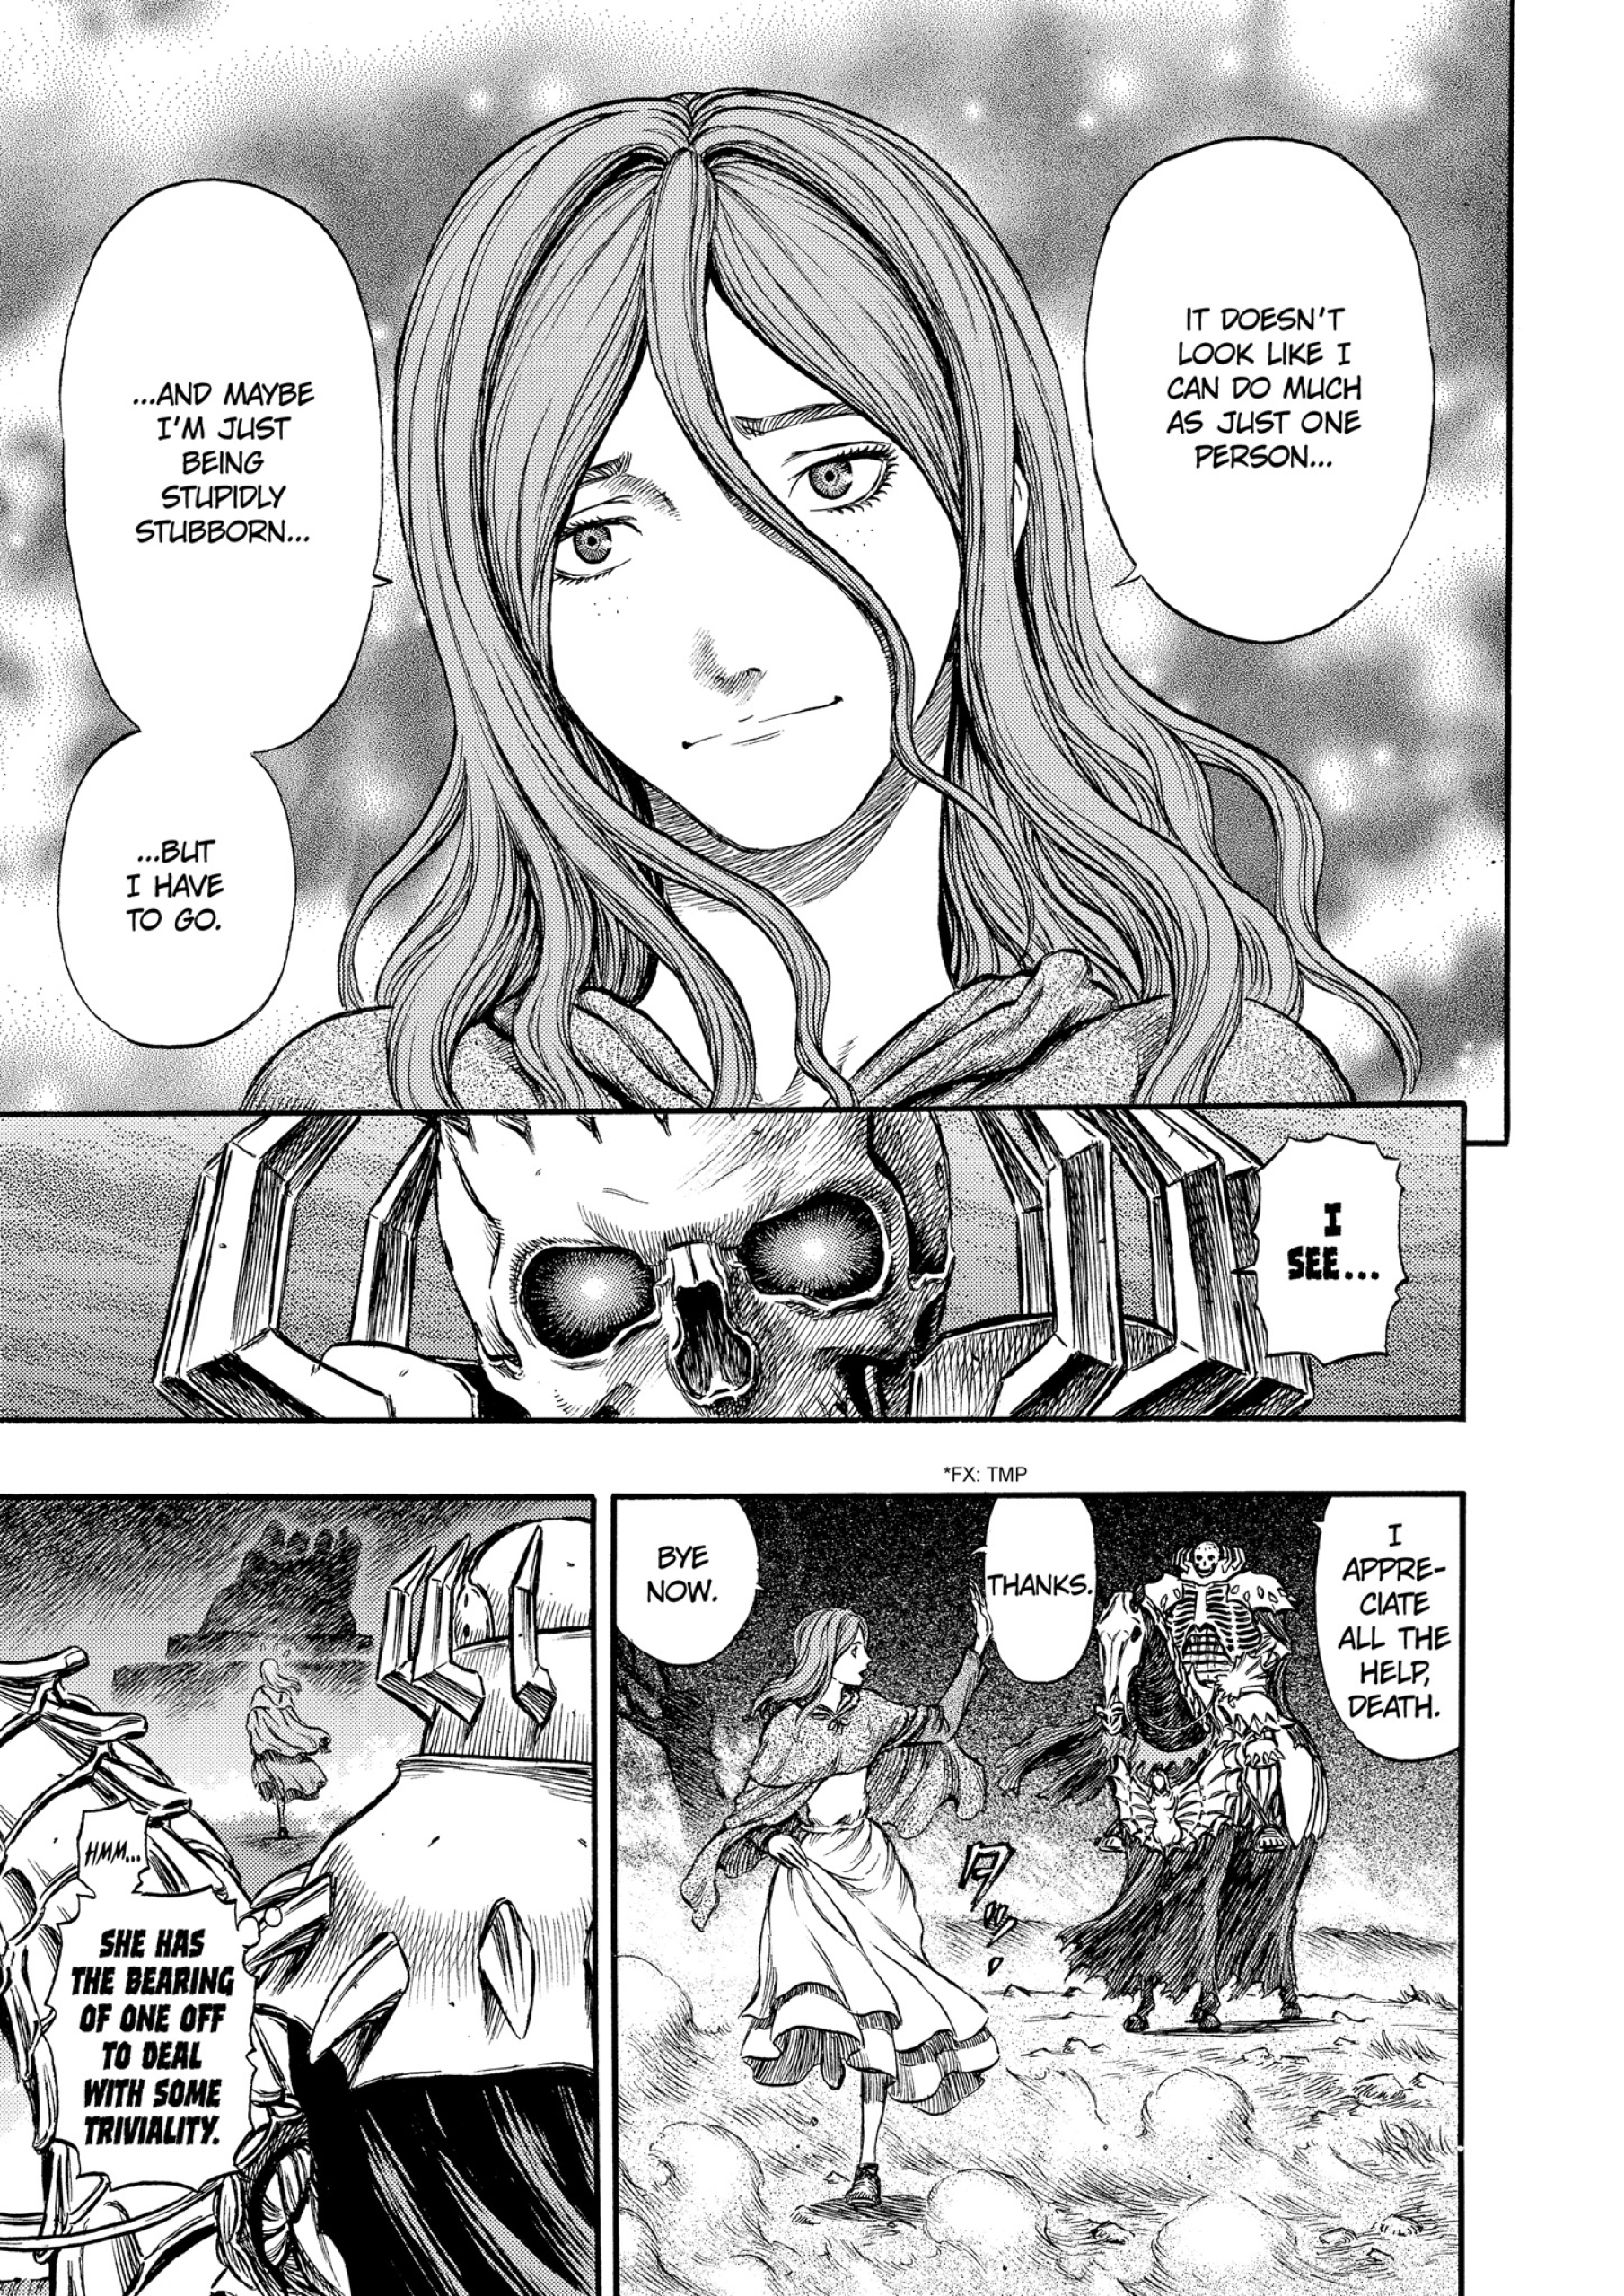 IT DOESN'T
LOOK LIKE I
CAN DO MUCH
AS JUST ONE
PERSON...
...AND MAYBE
I'M JUST
BEING
STUPIDLY
STUBBORN...
...BUT
I HAVE
TO GO.
I
SEE...
*FX: TMP
I
APPRE-
CIATE
ALL THE
HELP,
DEATH.
THANKS.
BYE
NOW.
タッ
HMM...
SHE HAS
THE BEARING
OF ONE OFF
TO DEAL
WITH SOME
TRIVIALITY.